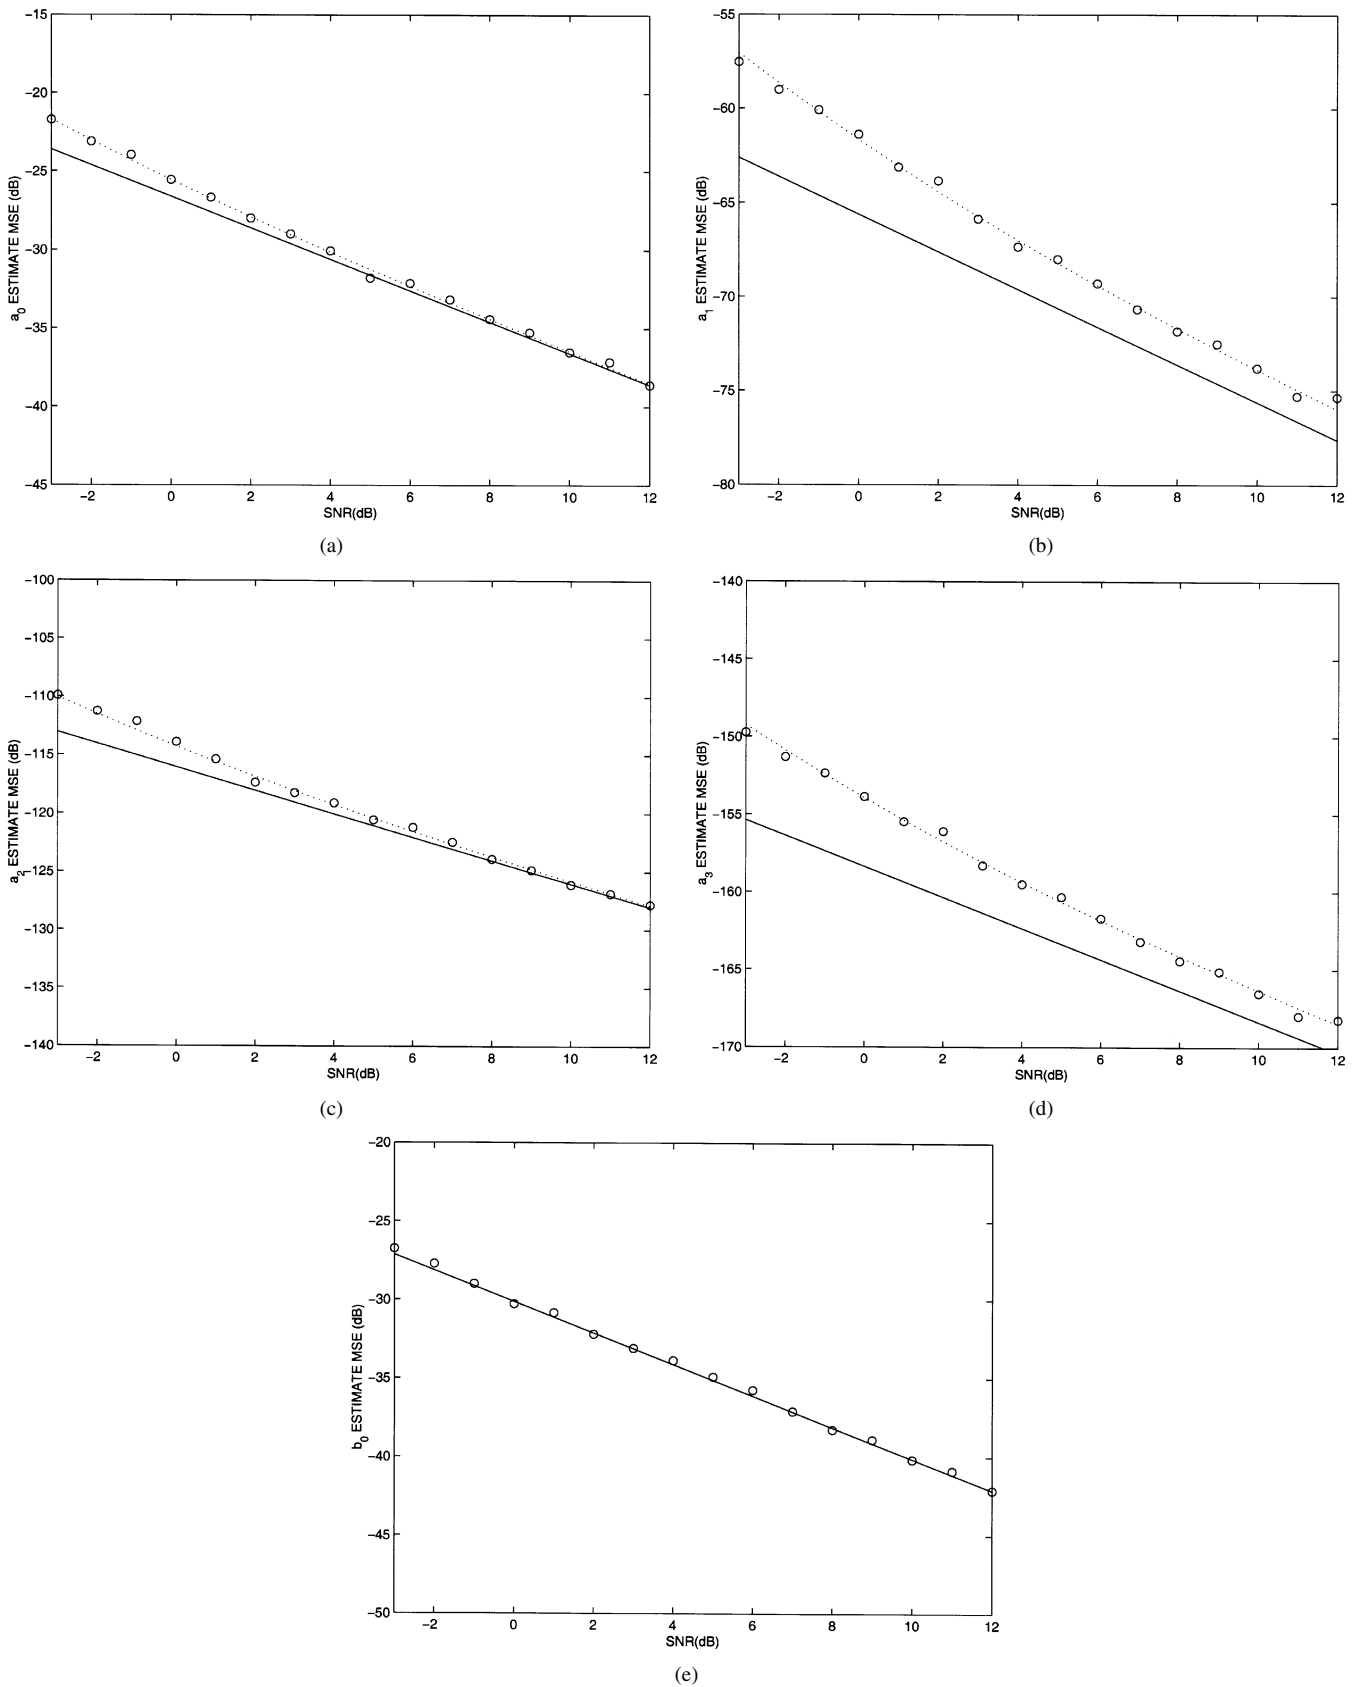 −15
−20
−25
−30
−35
−40
−45
a0 ESTIMATE MSE (dB)
−2 0 2 4 6 8 10 12
SNR(dB)
(a)
−55
−60
−65
−70
−75
−80
a1 ESTIMATE MSE (dB)
−2 0 2 4 6 8 10 12
SNR(dB)
(b)
−100
−105
−110
−115
−120
−125
−130
−135
−140
a2 ESTIMATE MSE (dB)
−2 0 2 4 6 8 10 12
SNR(dB)
(c)
−140
−145
−150
−155
−160
−165
−170
a3 ESTIMATE MSE (dB)
−2 0 2 4 6 8 10 12
SNR(dB)
(d)
−20
−25
−30
−35
−40
−45
−50
b0 ESTIMATE MSE (dB)
−2 0 2 4 6 8 10 12
SNR(dB)
(e)